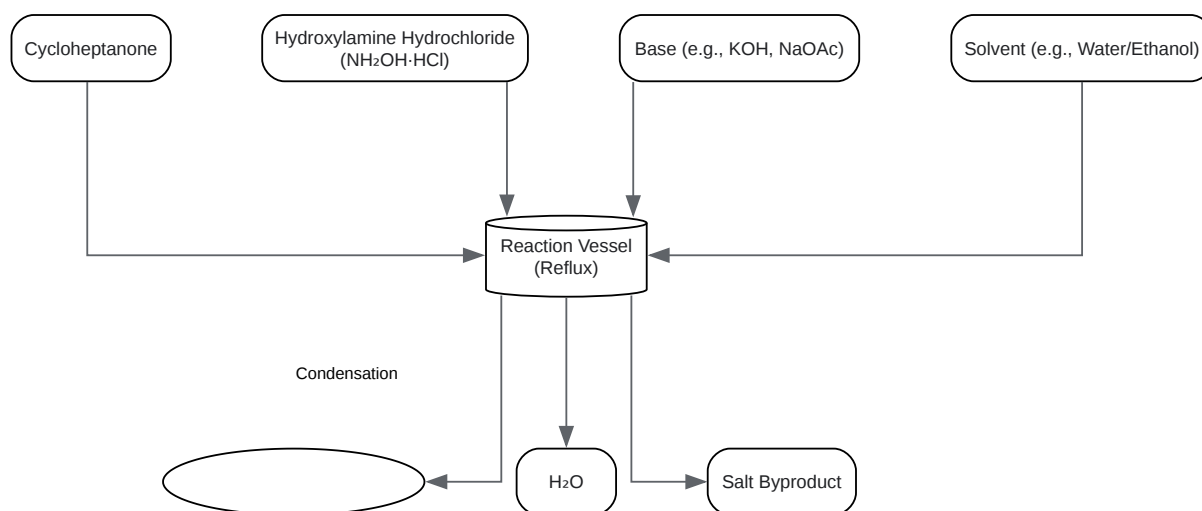 Cycloheptanone
Hydroxylamine Hydrochloride
(NH₂OH·HCl)
Base (e.g., KOH, NaOAc)
Solvent (e.g., Water/Ethanol)
Reaction Vessel
(Reflux)
Condensation
H₂O
Salt Byproduct